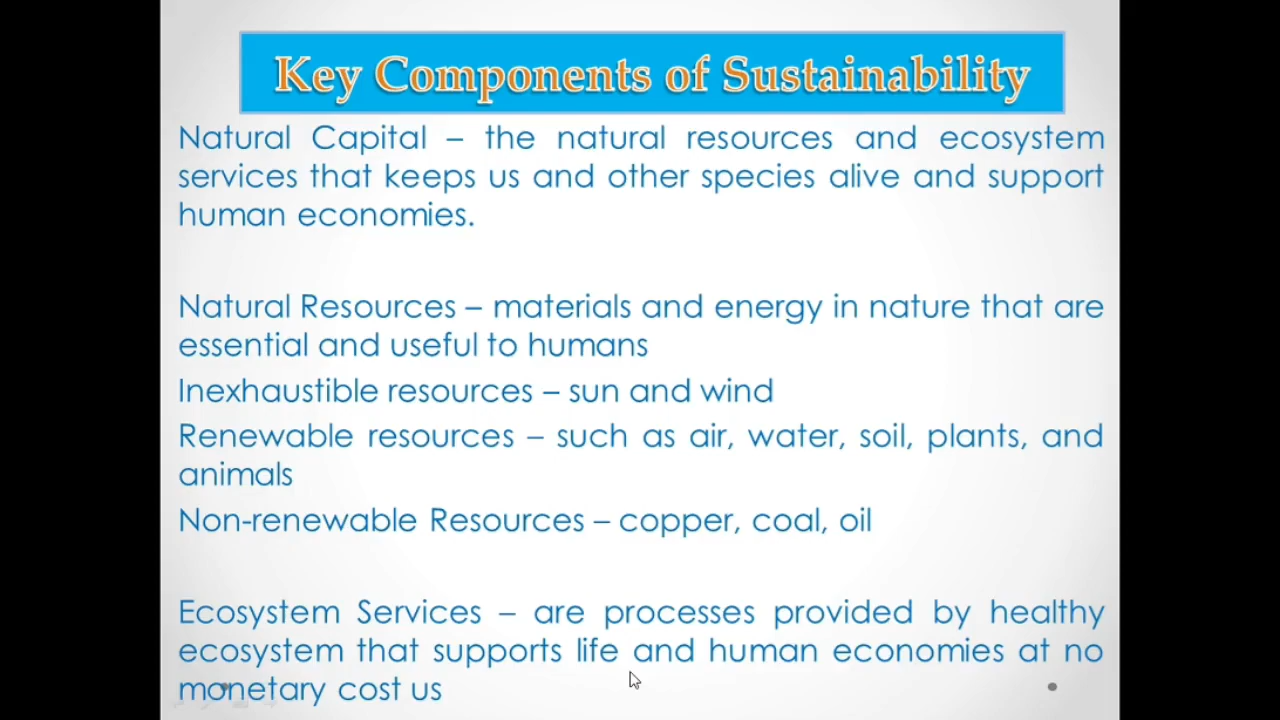 Key Components of Sustainability
Natural Capital – the natural resources and ecosystem
services that keeps us and other species alive and support
human economies.
Natural Resources – materials and energy in nature that are
essential and useful to humans
Inexhaustible resources – sun and wind
Renewable resources – such as air, water, soil, plants, and
animals
Non-renewable Resources – copper, coal, oil
Ecosystem Services – are processes provided by healthy
ecosystem that supports life and human economies at no
monetary cost us